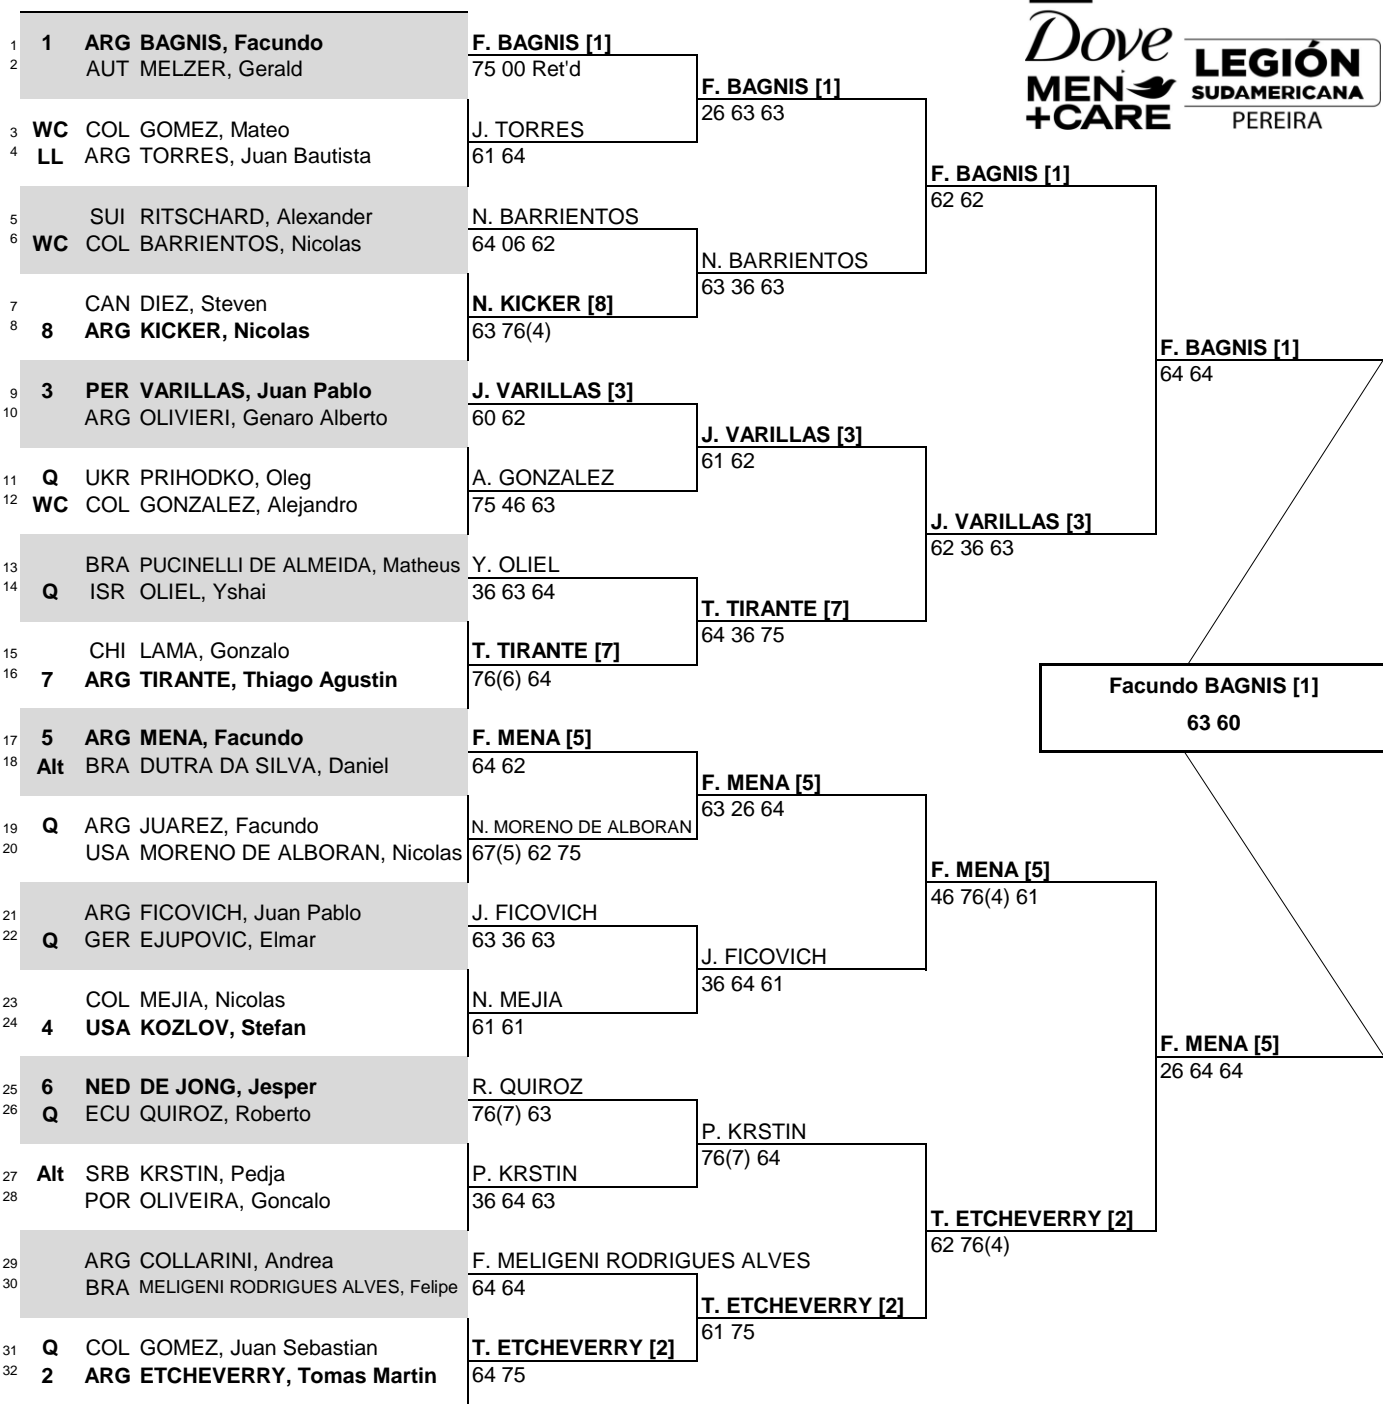 Dove
MEN
+CARE
LEGIÓN
SUDAMERICANA
PEREIRA
1 1 ARG BAGNIS, Facundo
2 AUT MELZER, Gerald
3 WC COL GOMEZ, Mateo
4 LL ARG TORRES, Juan Bautista
5 SUI RITSCHARD, Alexander
6 WC COL BARRIENTOS, Nicolas
7 CAN DIEZ, Steven
8 8 ARG KICKER, Nicolas
9 3 PER VARILLAS, Juan Pablo
10 ARG OLIVIERI, Genaro Alberto
11 Q UKR PRIHODKO, Oleg
12 WC COL GONZALEZ, Alejandro
13 BRA PUCINELLI DE ALMEIDA, Matheus
14 Q ISR OLIEL, Yshai
15 CHI LAMA, Gonzalo
16 7 ARG TIRANTE, Thiago Agustin
17 5 ARG MENA, Facundo
18 Alt BRA DUTRA DA SILVA, Daniel
19 Q ARG JUAREZ, Facundo
20 USA MORENO DE ALBORAN, Nicolas
21 ARG FICOVICH, Juan Pablo
22 Q GER EJUPOVIC, Elmar
23 COL MEJIA, Nicolas
24 4 USA KOZLOV, Stefan
25 6 NED DE JONG, Jesper
26 Q ECU QUIROZ, Roberto
27 Alt SRB KRSTIN, Pedja
28 POR OLIVEIRA, Goncalo
29 ARG COLLARINI, Andrea
30 BRA MELIGENI RODRIGUES ALVES, Felipe
31 Q COL GOMEZ, Juan Sebastian
32 2 ARG ETCHEVERRY, Tomas Martin
F. BAGNIS [1]
75 00 Ret'd
J. TORRES
61 64
N. BARRIENTOS
64 06 62
N. KICKER [8]
63 76(4)
J. VARILLAS [3]
60 62
A. GONZALEZ
75 46 63
Y. OLIEL
36 63 64
T. TIRANTE [7]
76(6) 64
F. MENA [5]
64 62
N. MORENO DE ALBORAN
67(5) 62 75
J. FICOVICH
63 36 63
N. MEJIA
61 61
R. QUIROZ
76(7) 63
P. KRSTIN
36 64 63
F. MELIGENI RODRIGUES ALVES
64 64
T. ETCHEVERRY [2]
64 75
F. BAGNIS [1]
26 63 63
N. BARRIENTOS
63 36 63
J. VARILLAS [3]
61 62
T. TIRANTE [7]
64 36 75
F. MENA [5]
63 26 64
J. FICOVICH
36 64 61
P. KRSTIN
76(7) 64
T. ETCHEVERRY [2]
61 75
F. BAGNIS [1]
62 62
J. VARILLAS [3]
62 36 63
F. MENA [5]
46 76(4) 61
T. ETCHEVERRY [2]
62 76(4)
F. BAGNIS [1]
64 64
F. MENA [5]
26 64 64
Facundo BAGNIS [1]
63 60